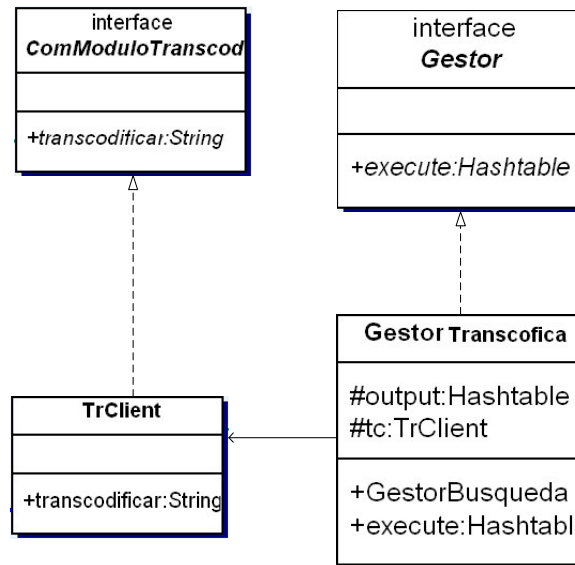 interface
ComModuloTranscod
+transcodificar:String
interface
Gestor
+execute:Hashtable
TrClient
+transcodificar:String
Gestor Transcofica
#output:Hashtable
#tc:TrClient
+GestorBusqueda
+execute:Hashtabl